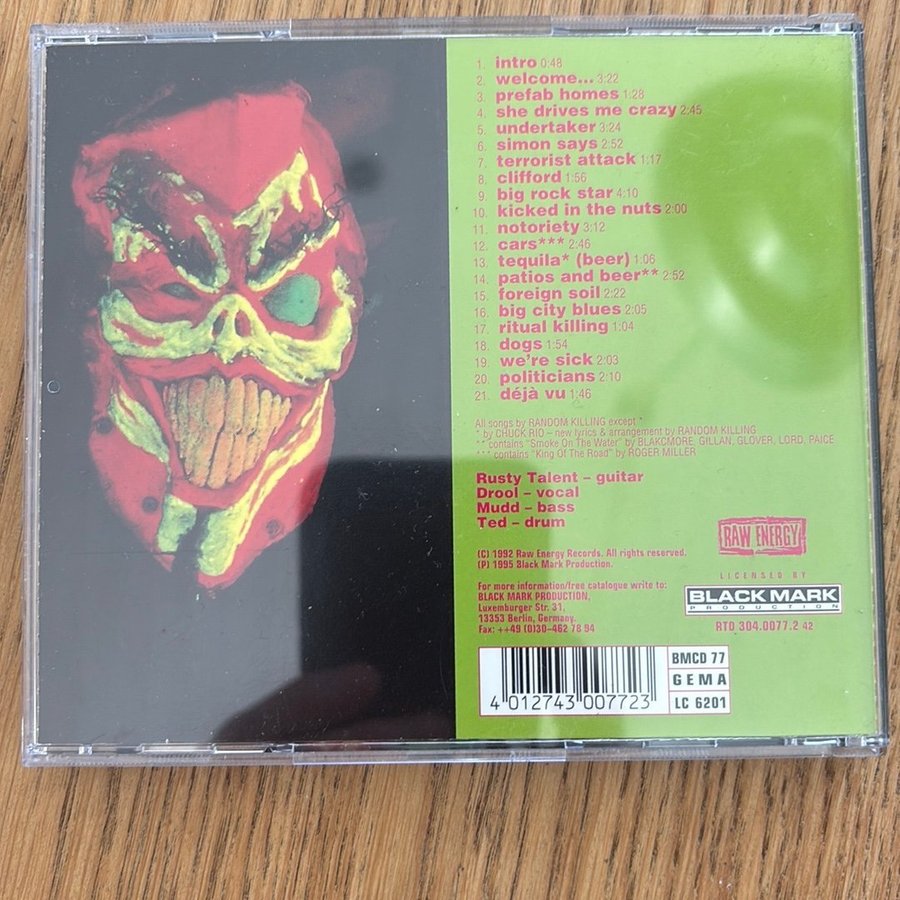 1. intro 0:48
2. welcome... 3:22
3. prefab homes 1:28
4. she drives me crazy 2:45
5. undertaker 3:24
6. simon says 2:52
7. terrorist attack 1:17
8. clifford 1:56
9. big rock star 4:10
10. kicked in the nuts 2:00
11. notoriety 3:12
12. cars*** 2:46
13. tequila* (beer) 1:06
14. patios and beer** 2:52
15. foreign soil 2:22
16. big city blues 2:05
17. ritual killing 1:04
18. dogs 1:54
19. we're sick 2:03
20. politicians 2:10
21. déjà vu 1:46
All songs by RANDOM KILLING except *
* by CHUCK RIO – new lyrics & arrangement by RANDOM KILLING
** contains "Smoke On The Water" by BLAKCMORE, GILLAN, GLOVER, LORD, PAICE
*** contains "King Of The Road" by ROGER MILLER
Rusty Talent – guitar
Drool – vocal
Mudd – bass
Ted – drum
(C) 1992 Raw Energy Records. All rights reserved.
(P) 1995 Black Mark Production.
For more information/free catalogue write to:
BLACK MARK PRODUCTION,
Luxemburger Str. 31,
13353 Berlin, Germany.
Fax: ++49 (0)30-462 78 94
RAW ENERGY
LICENSED BY
BLACK MARK
PRODUCTION
RTD 304.0077.2 42
4 012743 007723
BMCD 77
GEMA
LC 6201